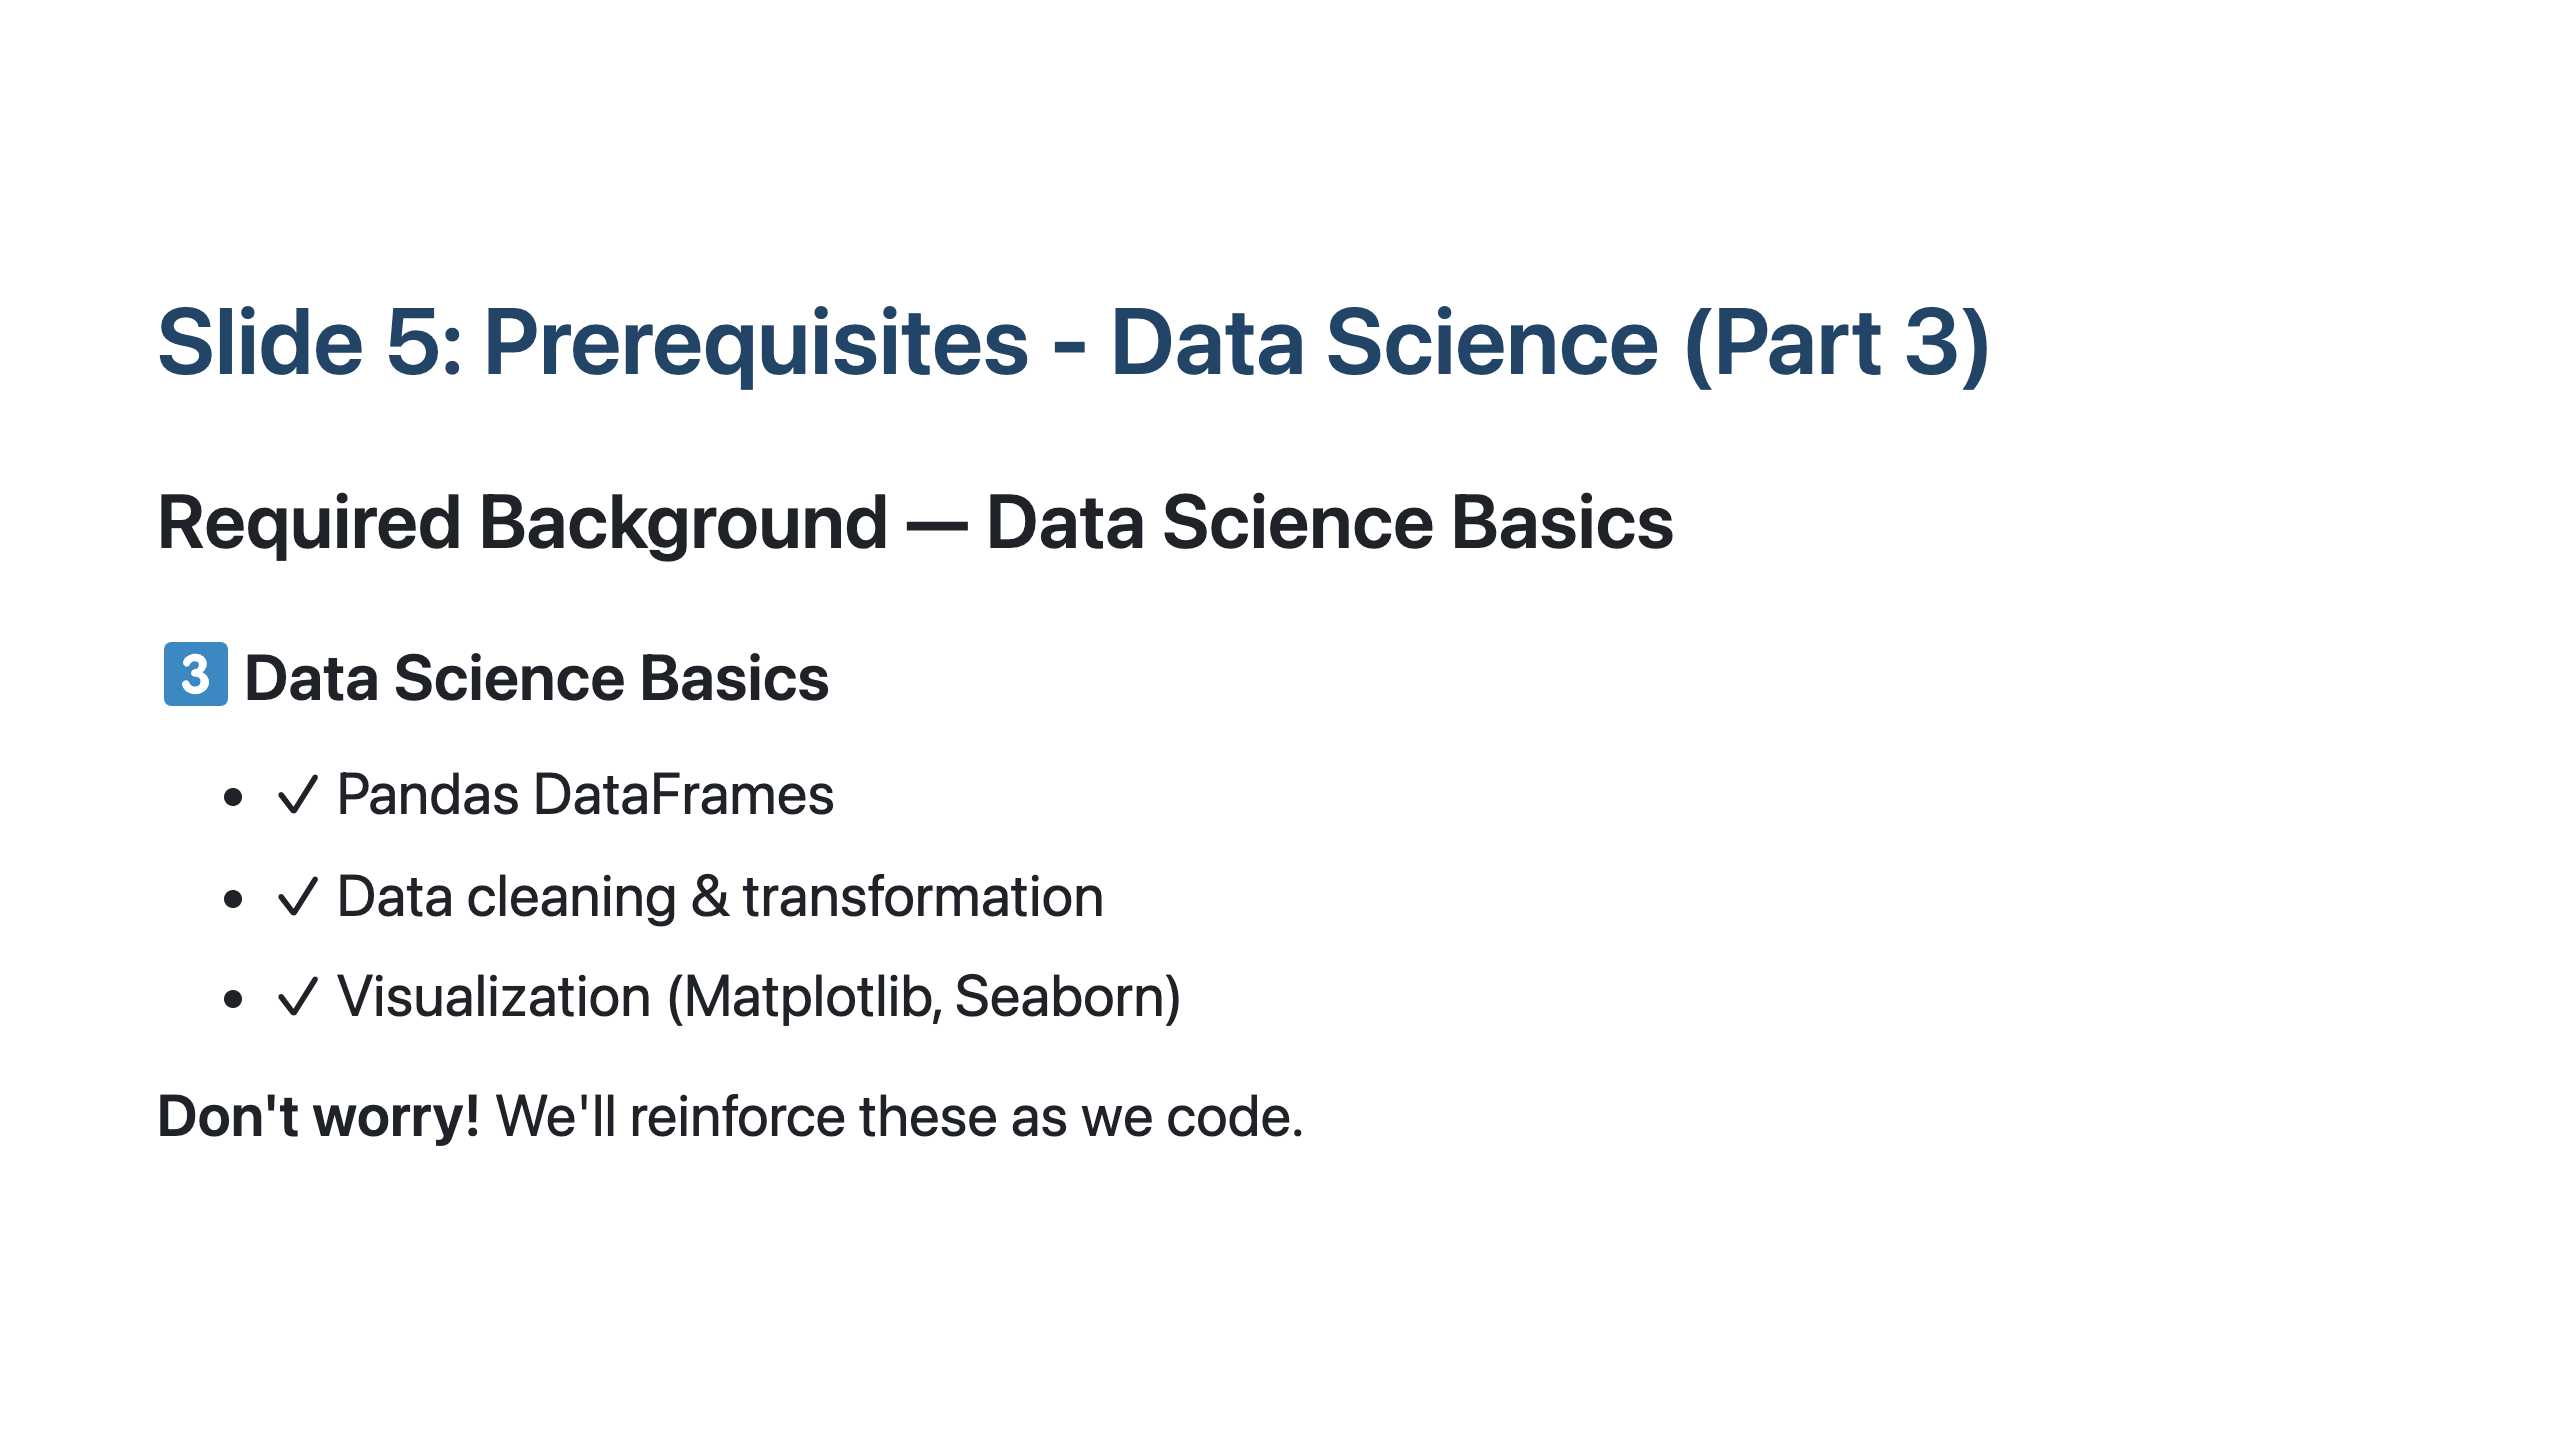 Slide 5: Prerequisites - Data Science (Part 3)
Required Background — Data Science Basics
3️⃣ Data Science Basics
• ✓ Pandas DataFrames
• ✓ Data cleaning & transformation
• ✓ Visualization (Matplotlib, Seaborn)
Don't worry! We'll reinforce these as we code.